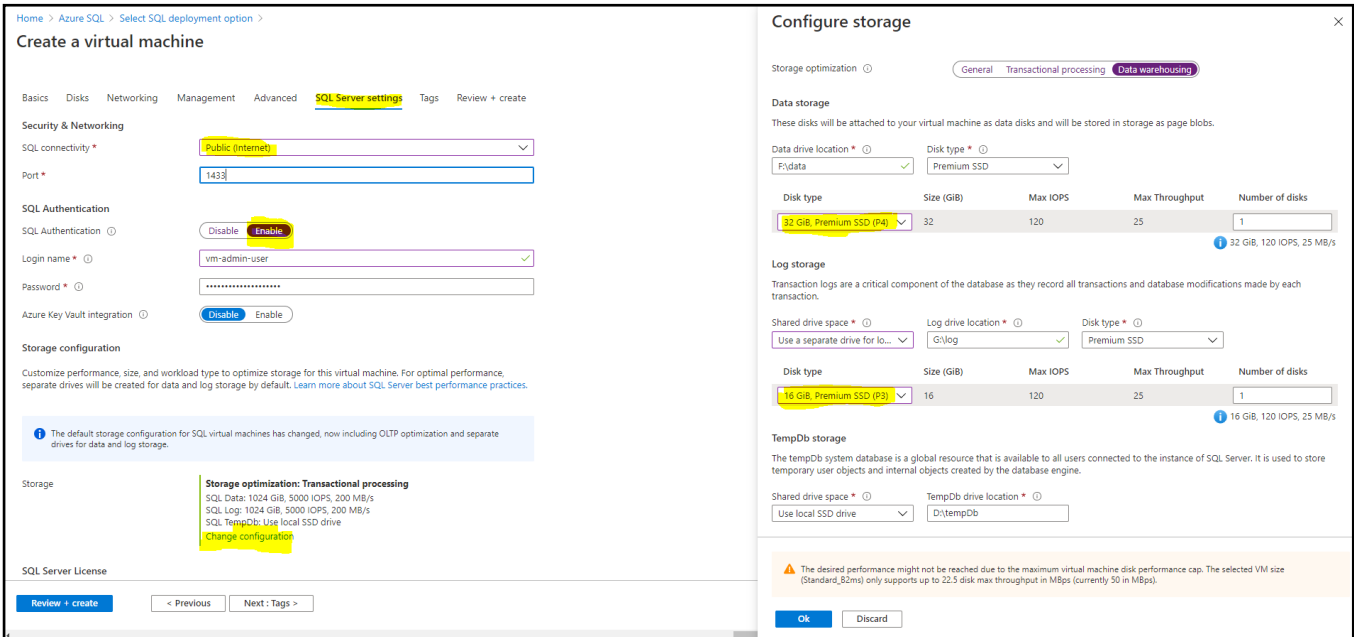 Home > Azure SQL > Select SQL deployment option >
Create a virtual machine
Basics Disks Networking Management Advanced SQL Server settings Tags Review + create
Security & Networking
SQL connectivity * Public (Internet)
Port * 1433
SQL Authentication
SQL Authentication Disable Enable
Login name * vm-admin-user
Password * ••••••••••••••••••••
Azure Key Vault integration Disable Enable
Storage configuration
Customize performance, size, and workload type to optimize storage for this virtual machine. For optimal performance,
separate drives will be created for data and log storage by default. Learn more about SQL Server best performance practices.
The default storage configuration for SQL virtual machines has changed, now including OLTP optimization and separate
drives for data and log storage.
Storage Storage optimization: Transactional processing
SQL Data: 1024 GiB, 5000 IOPS, 200 MB/s
SQL Log: 1024 GiB, 5000 IOPS, 200 MB/s
SQL TempDb: Use local SSD drive
Change configuration
SQL Server License
Review + create < Previous Next : Tags >
Configure storage
Storage optimization General Transactional processing Data warehousing
Data storage
These disks will be attached to your virtual machine as data disks and will be stored in storage as page blobs.
Data drive location * Disk type *
F:\data Premium SSD
Disk type Size (GiB) Max IOPS Max Throughput Number of disks
32 GiB, Premium SSD (P4) 32 120 25 1
32 GiB, 120 IOPS, 25 MB/s
Log storage
Transaction logs are a critical component of the database as they record all transactions and database modifications made by each
transaction.
Shared drive space * Log drive location * Disk type *
Use a separate drive for lo... G:\log Premium SSD
Disk type Size (GiB) Max IOPS Max Throughput Number of disks
16 GiB, Premium SSD (P3) 16 120 25 1
16 GiB, 120 IOPS, 25 MB/s
TempDb storage
The tempDb system database is a global resource that is available to all users connected to the instance of SQL Server. It is used to store
temporary user objects and internal objects created by the database engine.
Shared drive space * TempDb drive location *
Use local SSD drive D:\tempDb
The desired performance might not be reached due to the maximum virtual machine disk performance cap. The selected VM size
(Standard_B2ms) only supports up to 22.5 disk max throughput in MBps (currently 50 in MBps).
Ok Discard